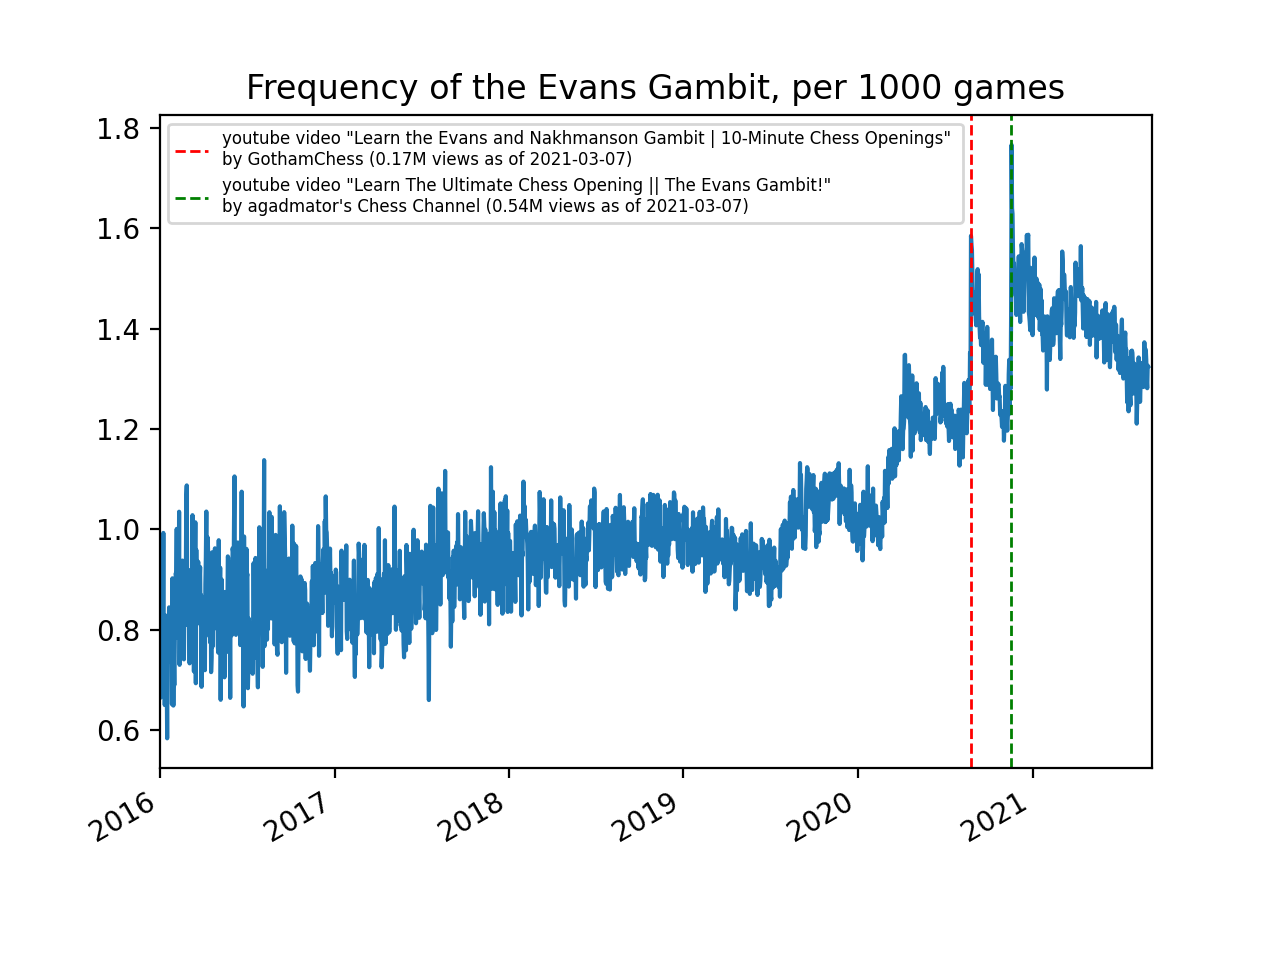 Frequency of the Evans Gambit, per 1000 games
youtube video "Learn the Evans and Nakhmanson Gambit | 10-Minute Chess Openings"
by GothamChess (0.17M views as of 2021-03-07)
youtube video "Learn The Ultimate Chess Opening || The Evans Gambit!"
by agadmator's Chess Channel (0.54M views as of 2021-03-07)
1.8
1.6
1.4
1.2
1.0
0.8
0.6
2016
2017
2018
2019
2020
2021